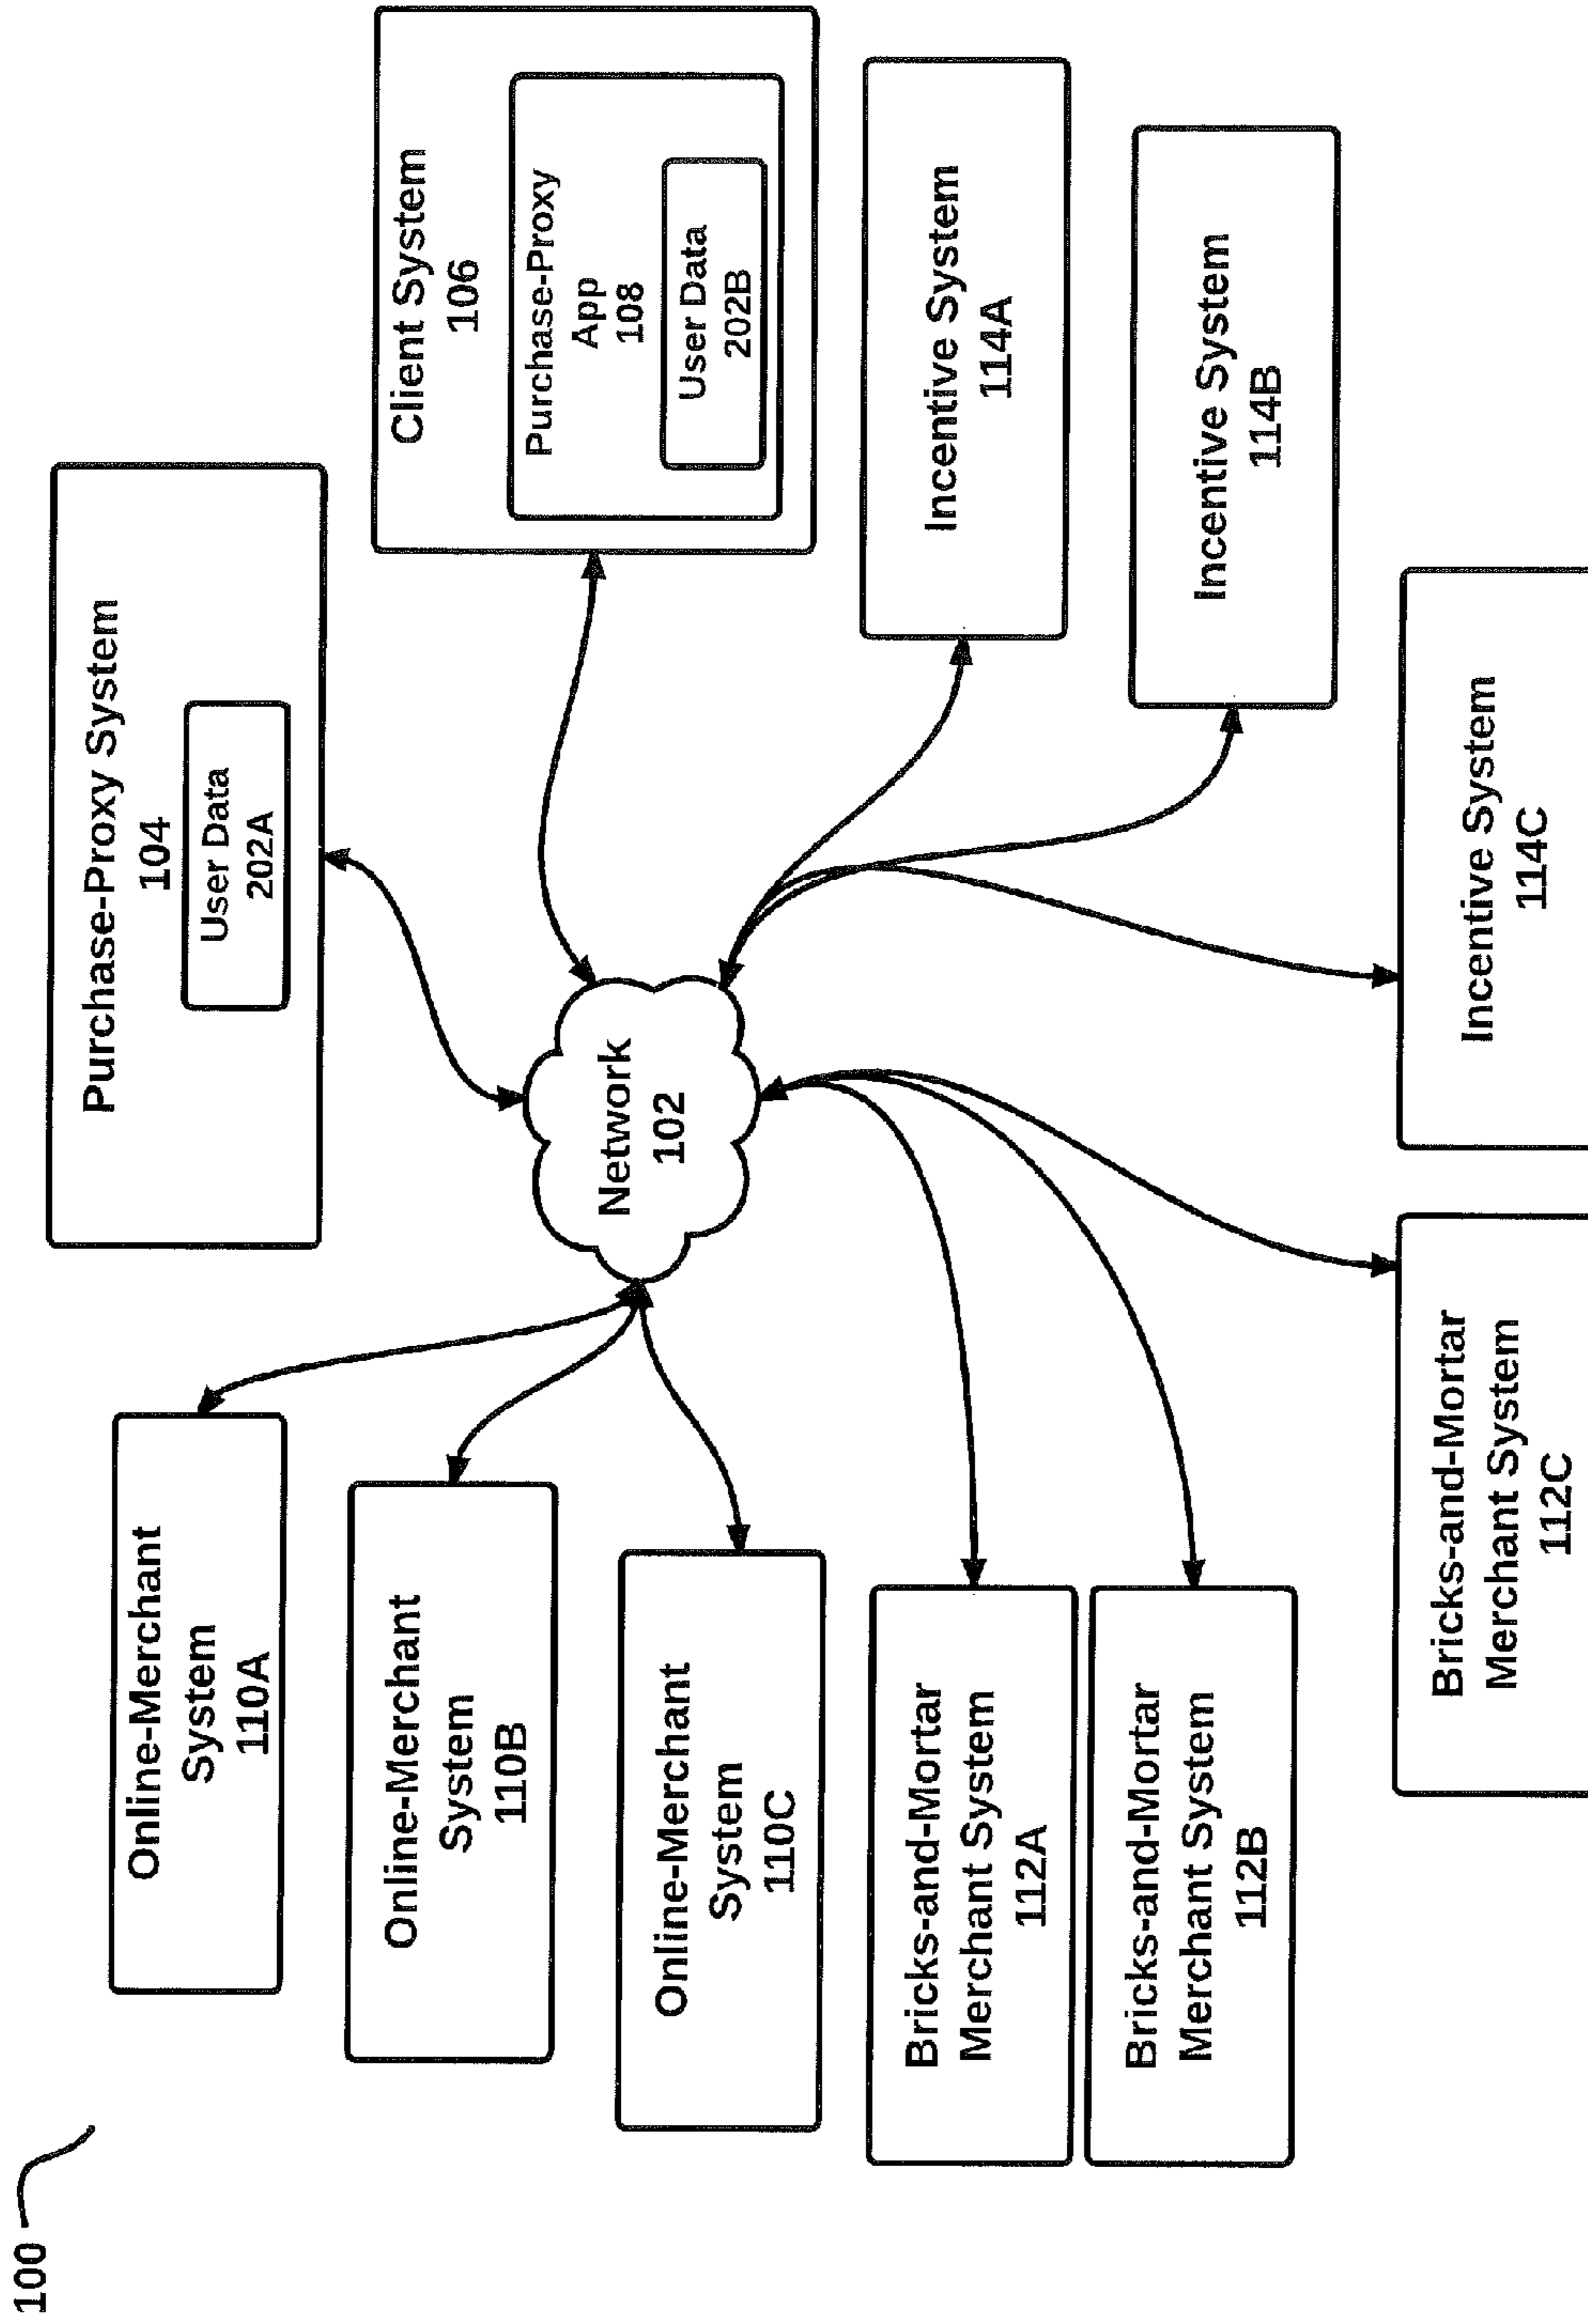 100
Purchase-Proxy System
104
User Data
202A
Online-Merchant
System
110A
Client System
106
Purchase-Proxy
App
108
User Data
202B
Online-Merchant
System
110B
Network
102
Online-Merchant
System
110C
Incentive System
114A
Bricks-and-Mortar
Merchant System
112A
Incentive System
114B
Bricks-and-Mortar
Merchant System
112B
Bricks-and-Mortar
Merchant System
112C
Incentive System
114C